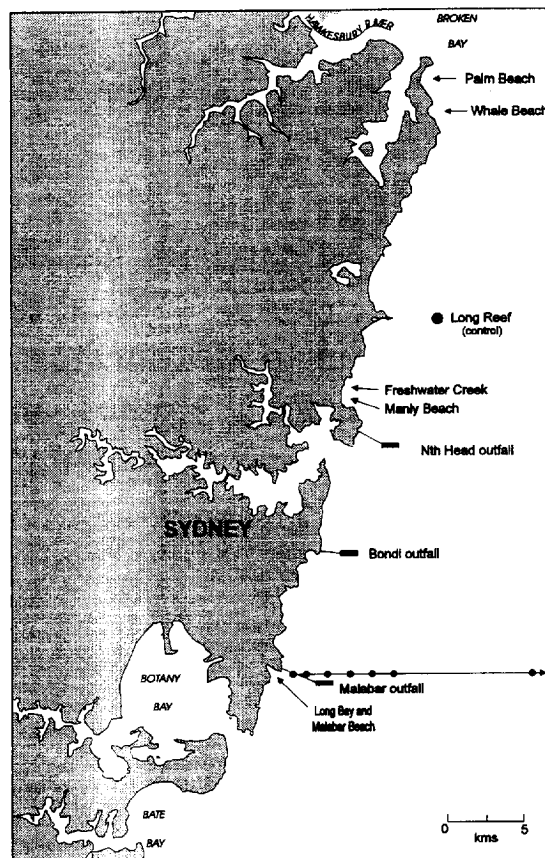 HAWKESBURY RIVER
BROKEN
BAY
Palm Beach
Whale Beach
Long Reef
(control)
Freshwater Creek
Manly Beach
Nth Head outfall
SYDNEY
Bondi outfall
BOTANY
BAY
Malabar outfall
Long Bay and
Malabar Beach
BATE
BAY
0 5
kms